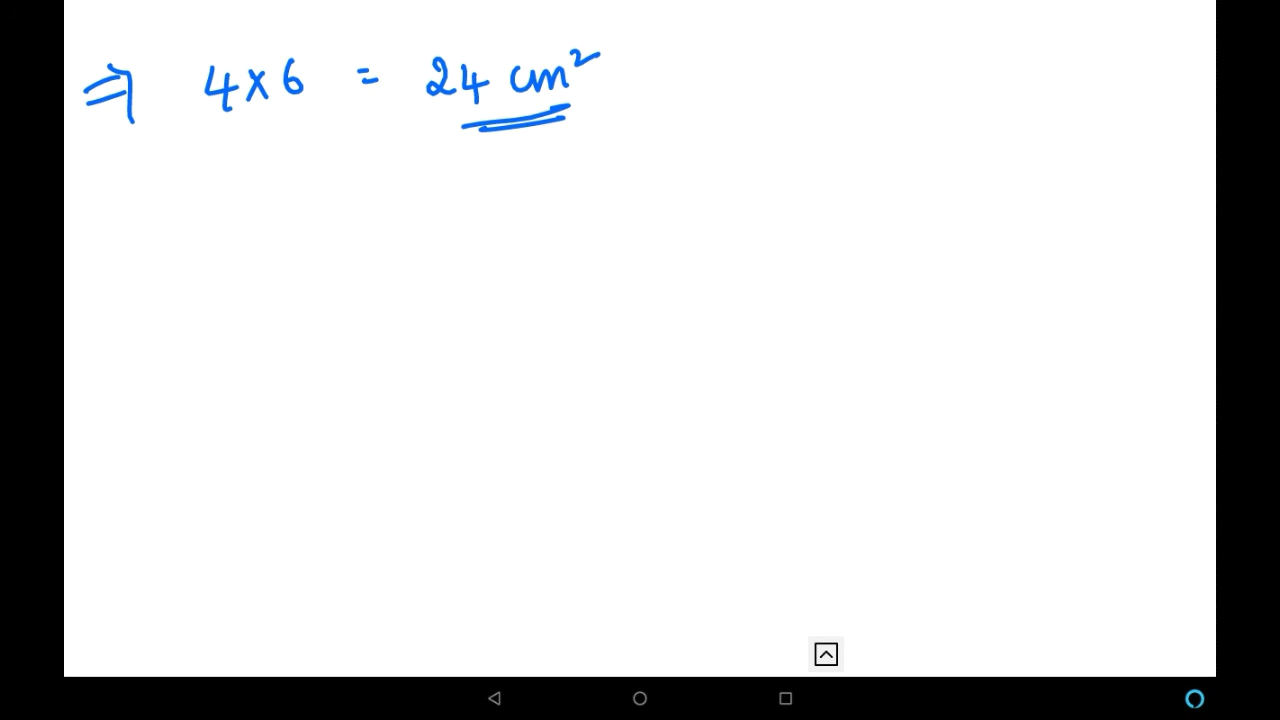 ⇒ 4 × 6 = 24 cm²